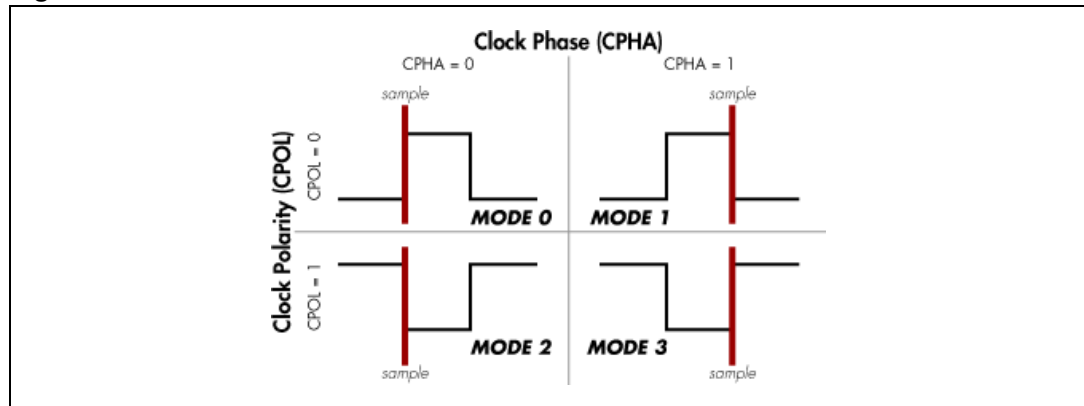 Clock Phase (CPHA)
CPHA = 0
CPHA = 1
sample
sample
Clock Polarity (CPOL)
CPOL = 0
MODE 0
MODE 1
CPOL = 1
MODE 2
MODE 3
sample
sample